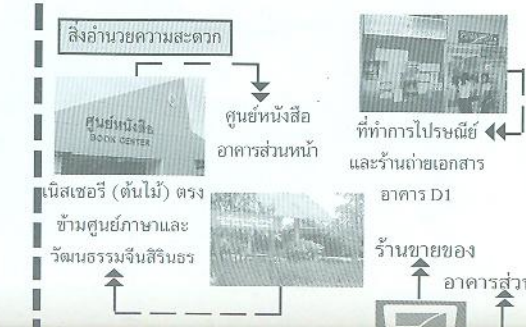 สิ่งอำนวยความสะดวก
ศูนย์หนังสือ
BOOK CENTER
ศูนย์หนังสือ
อาคารส่วนหน้า
ที่ทำการไปรษณีย์
และร้านถ่ายเอกสาร
อาคาร D1
เนิสเซอรี่ (ต้นไม้) ตรง
ข้ามศูนย์ภาษาและ
วัฒนธรรมจีนสิรินธร
ร้านขายของ
อาคารส่วน